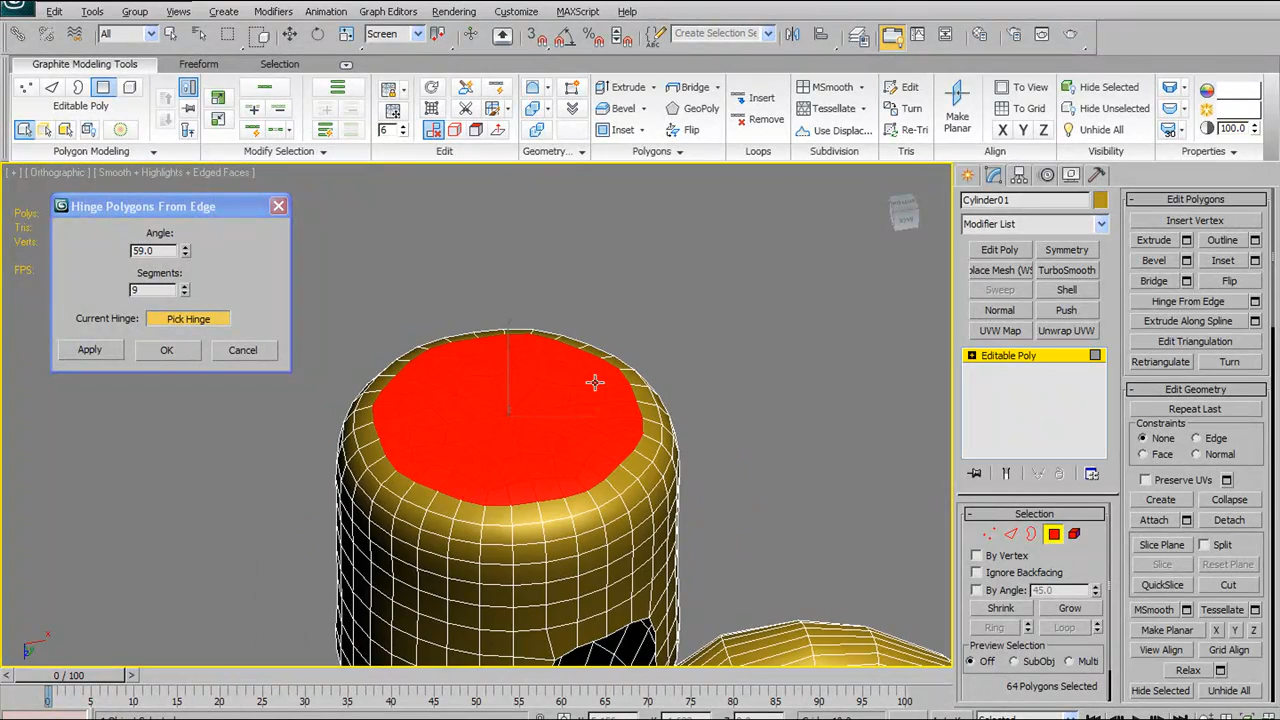 Edit Tools Group Views Create Modifiers Animation Graph Editors Rendering Customize MAXScript Help
All Screen Create Selection Se
Graphite Modeling Tools Freeform Selection
Editable Poly
Polygon Modeling
Modify Selection
6
Edit
Geometry...
Extrude Bridge
Bevel GeoPoly
Inset Flip
Polygons
Insert
Remove
Loops
MSmooth
Tessellate
Use Displac...
Subdivision
Edit
Turn
Re-Tri
Tris
Make Planar
To View
To Grid
X Y Z
Align
Hide Selected
Hide Unselected
Unhide All
Visibility
100.0
Properties
[ + ] [ Orthographic ] [ Smooth + Highlights + Edged Faces ]
Polys:
Tris:
Verts:
FPS:
Hinge Polygons From Edge
Angle:
59.0
Segments:
9
Current Hinge: Pick Hinge
Apply OK Cancel
x
Cylinder01
Modifier List
Edit Poly Symmetry
place Mesh (WS TurboSmooth
Sweep Shell
Normal Push
UVW Map Unwrap UVW
Editable Poly
Selection
By Vertex
Ignore Backfacing
By Angle: 45.0
Shrink Grow
Ring Loop
Preview Selection
Off SubObj Multi
64 Polygons Selected
Edit Polygons
Insert Vertex
Extrude Outline
Bevel Inset
Bridge Flip
Hinge From Edge
Extrude Along Spline
Edit Triangulation
Retriangulate Turn
Edit Geometry
Repeat Last
Constraints
None Edge
Face Normal
Preserve UVs
Create Collapse
Attach Detach
Slice Plane Split
Slice Reset Plane
QuickSlice Cut
MSmooth Tessellate
Make Planar X Y Z
View Align Grid Align
Relax
Hide Selected Unhide All
0 / 100
0 5 10 15 20 25 30 35 40 45 50 55 60 65 70 75 80 85 90 95 100